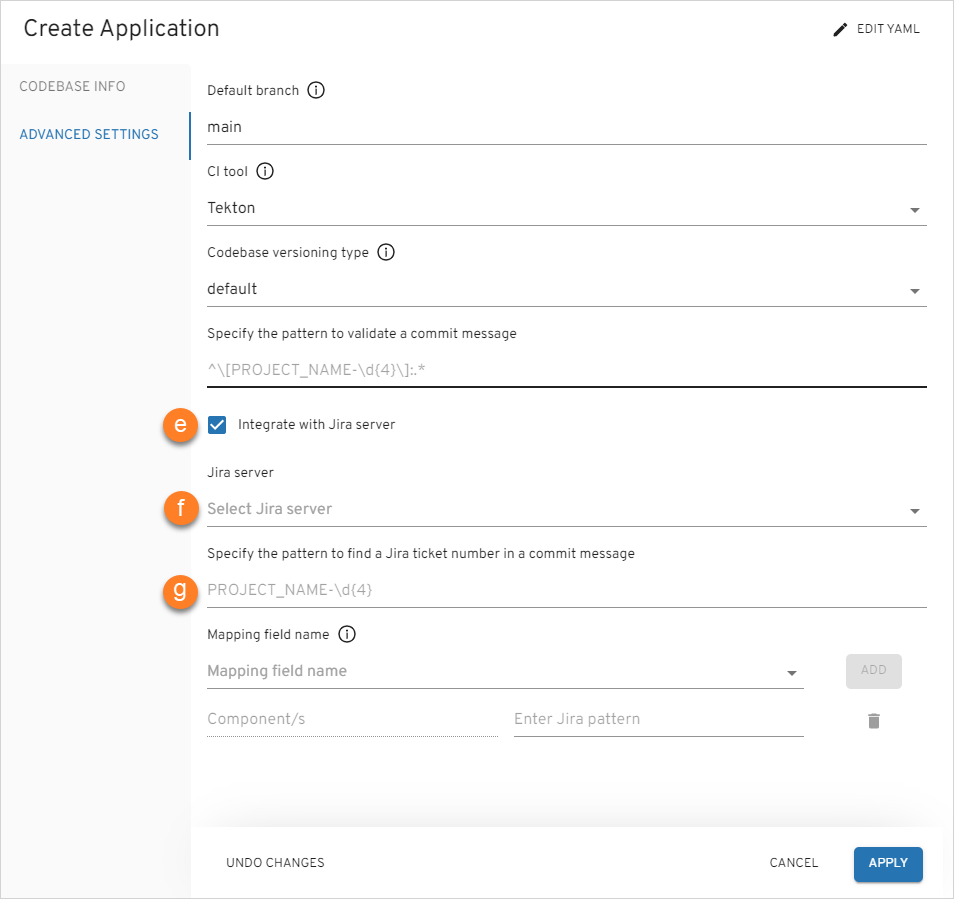 Create Application
EDIT YAML
CODEBASE INFO
ADVANCED SETTINGS
Default branch
main
CI tool
Tekton
Codebase versioning type
default
Specify the pattern to validate a commit message
^\[PROJECT_NAME-\d{4}\]:.*
e
Integrate with Jira server
Jira server
f
Select Jira server
Specify the pattern to find a Jira ticket number in a commit message
g
PROJECT_NAME-\d{4}
Mapping field name
Mapping field name
ADD
Component/s
Enter Jira pattern
UNDO CHANGES
CANCEL
APPLY